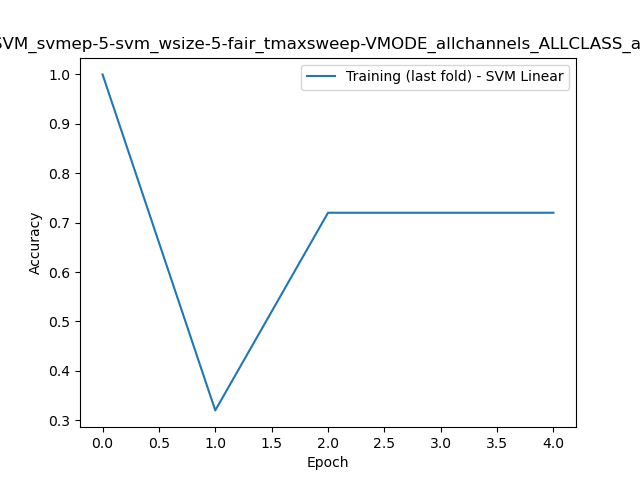 SVM_svmep-5-svm_wsize-5-fair_tmaxsweep-VMODE_allchannels_ALLCLASS_a
Training (last fold) - SVM Linear
1.0
0.9
0.8
0.7
0.6
0.5
0.4
0.3
Accuracy
0.0 0.5 1.0 1.5 2.0 2.5 3.0 3.5 4.0
Epoch